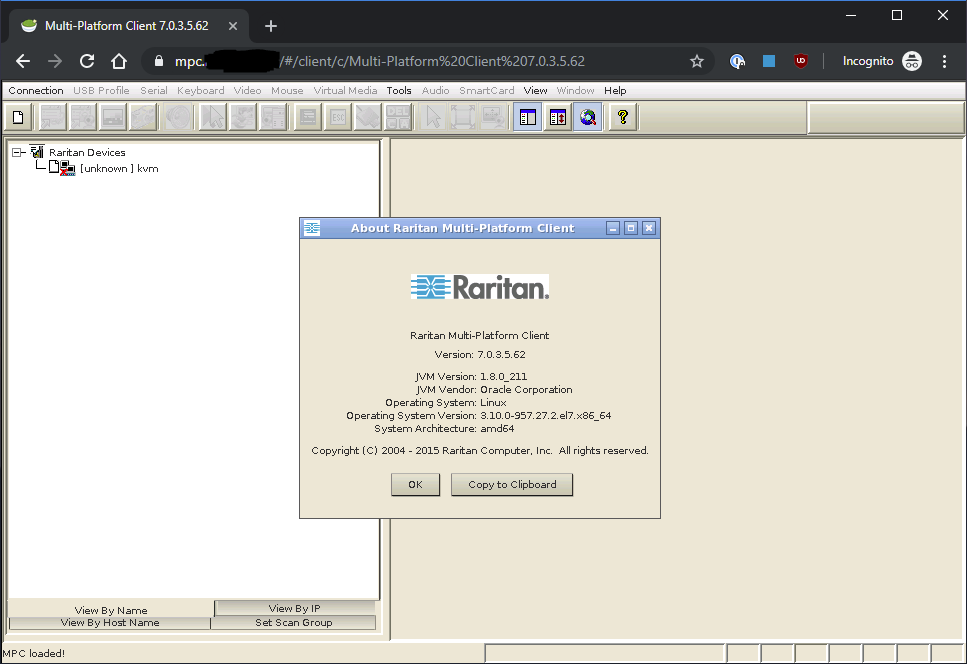 Multi-Platform Client 7.0.3.5.62
mpc. /#/client/c/Multi-Platform%20Client%207.0.3.5.62
UD
Incognito
Connection USB Profile Serial Keyboard Video Mouse Virtual Media Tools Audio SmartCard View Window Help
ESC
?
Raritan Devices
[unknown ] kvm
About Raritan Multi-Platform Client
Raritan.
Raritan Multi-Platform Client
Version: 7.0.3.5.62
JVM Version: 1.8.0_211
JVM Vendor: Oracle Corporation
Operating System: Linux
Operating System Version: 3.10.0-957.27.2.el7.x86_64
System Architecture: amd64
Copyright (C) 2004 - 2015 Raritan Computer, Inc. All rights reserved.
OK Copy to Clipboard
View By Name View By IP
View By Host Name Set Scan Group
MPC loaded!